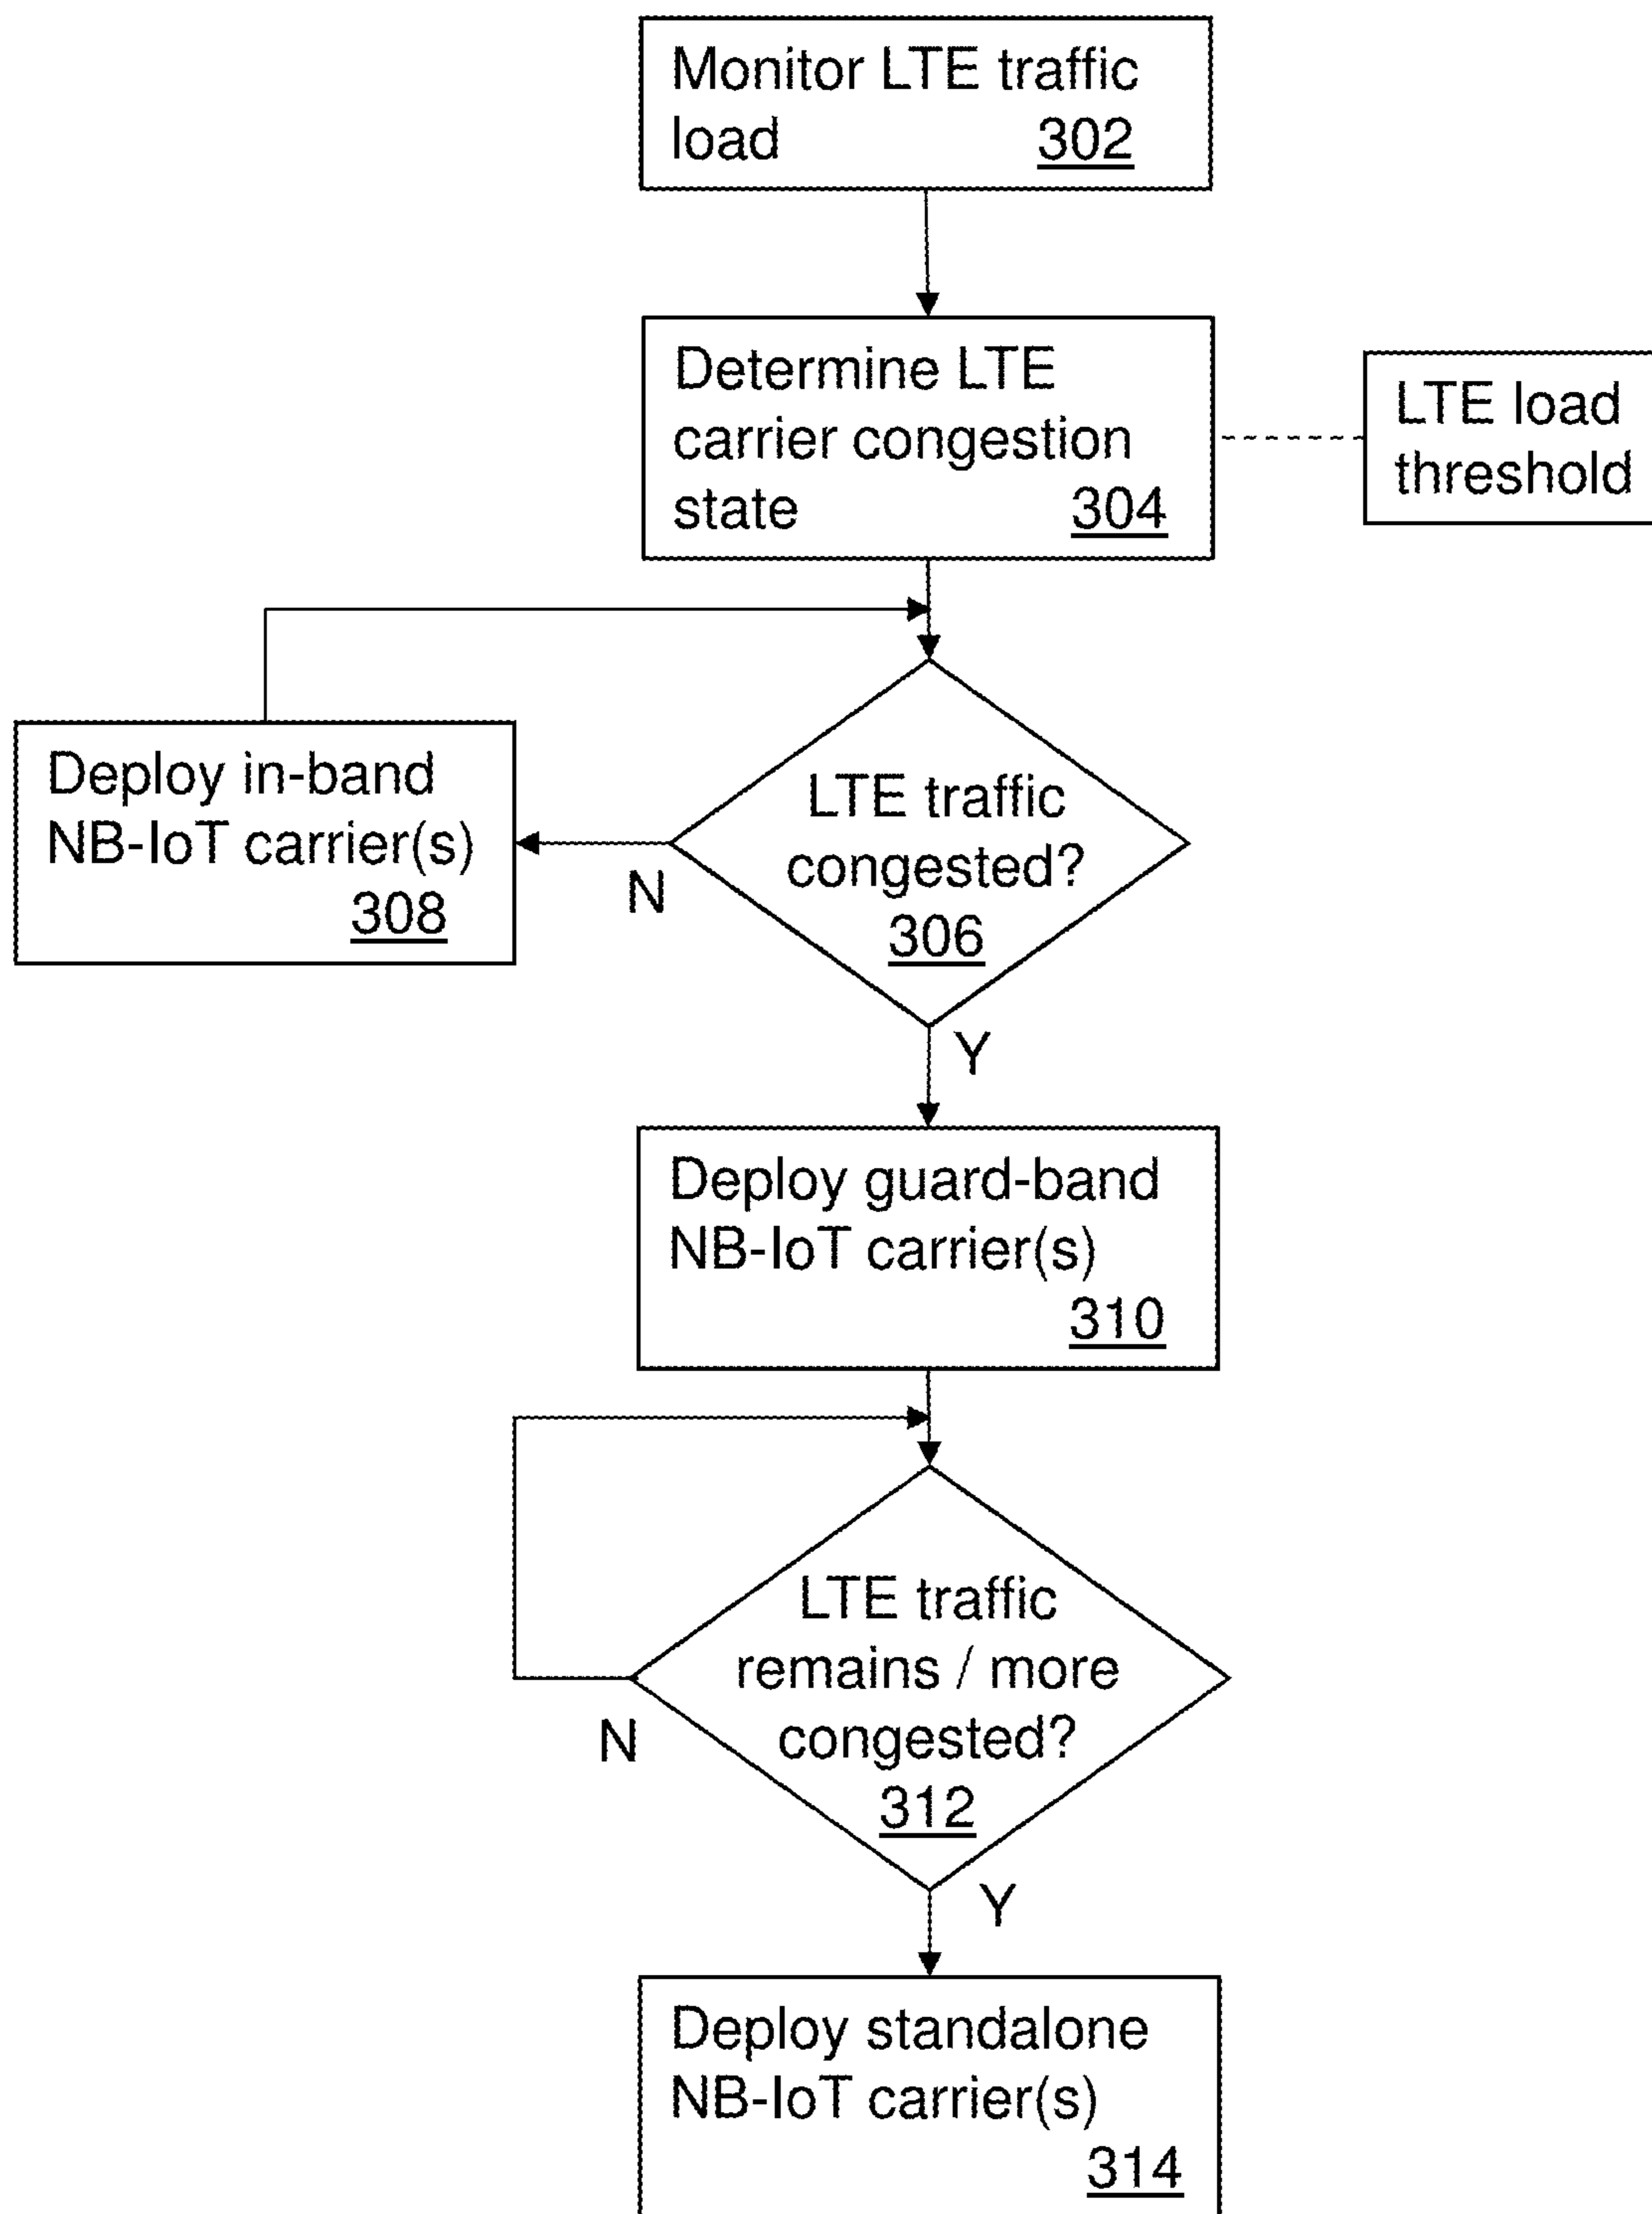 Monitor LTE traffic
load 302
Determine LTE
carrier congestion
state 304
LTE load
threshold
Deploy in-band
NB-IoT carrier(s)
308
LTE traffic
congested?
306
N
Y
Deploy guard-band
NB-IoT carrier(s)
310
LTE traffic
remains / more
congested?
312
N
Y
Deploy standalone
NB-IoT carrier(s)
314